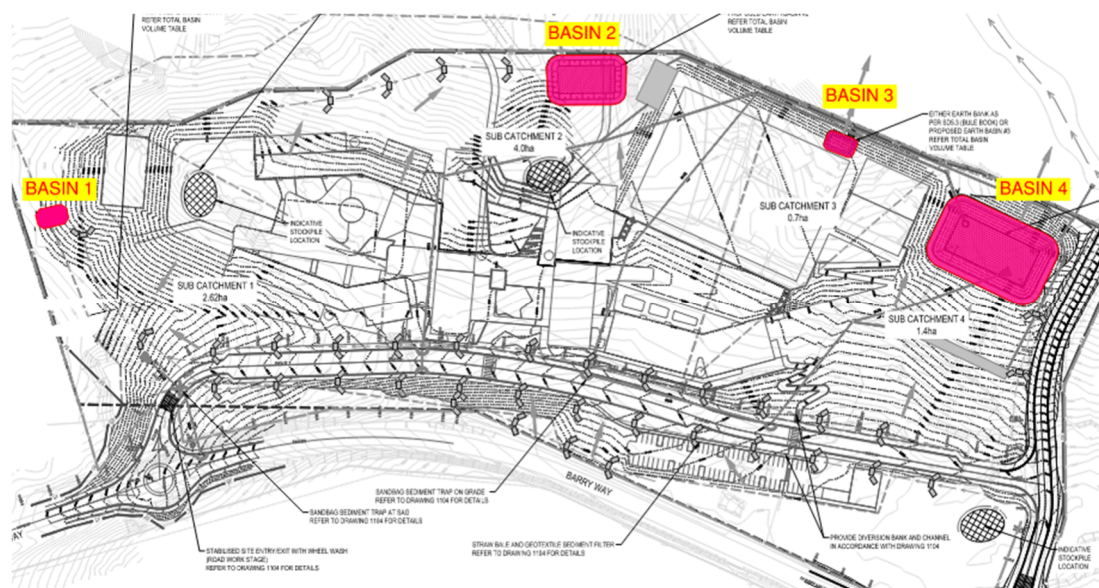 REFER TOTAL BASIN
VOLUME TABLE
BASIN 2
REFER TOTAL BASIN
VOLUME TABLE
BASIN 3
EITHER EARTH BANK AS
PER SD5.5 (BULE BOOK) OR
PROPOSED EARTH BASIN #3
REFER TOTAL BASIN
VOLUME TABLE
SUB CATCHMENT 2
4.0ha
BASIN 1
BASIN 4
SUB CATCHMENT 3
0.7ha
INDICATIVE
STOCKPILE
LOCATION
INDICATIVE
STOCKPILE
LOCATION
SUB CATCHMENT 1
2.62ha
SUB CATCHMENT 4
1.4ha
BARRY WAY
SANDBAG SEDIMENT TRAP ON GRADE
REFER TO DRAWING 1104 FOR DETAILS
SANDBAG SEDIMENT TRAP AT SAG
REFER TO DRAWING 1104 FOR DETAILS
WAY
STABILISED SITE ENTRY/EXIT WITH WHEEL WASH
(ROAD WORK STAGE)
REFER TO DRAWING 1104 FOR DETAILS
STRAW BALE AND GEOTEXTILE SEDIMENT FILTER
REFER TO DRAWING 1104 FOR DETAILS
PROVIDE DIVERSION BANK AND CHANNEL
IN ACCORDANCE WITH DRAWING 1104
INDICATIVE
STOCKPILE
LOCATION